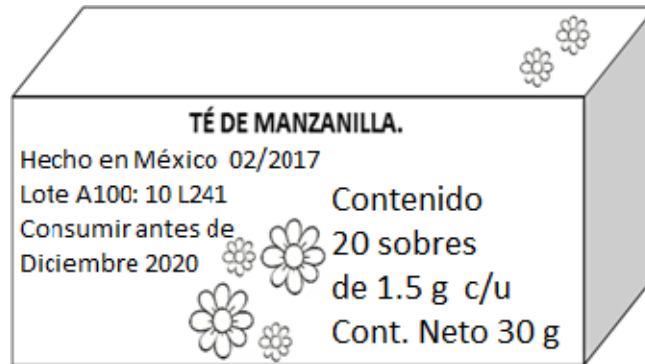 TÉ DE MANZANILLA.
Hecho en México 02/2017
Lote A100: 10 L241
Consumir antes de
Diciembre 2020
Contenido
20 sobres
de 1.5 g c/u
Cont. Neto 30 g